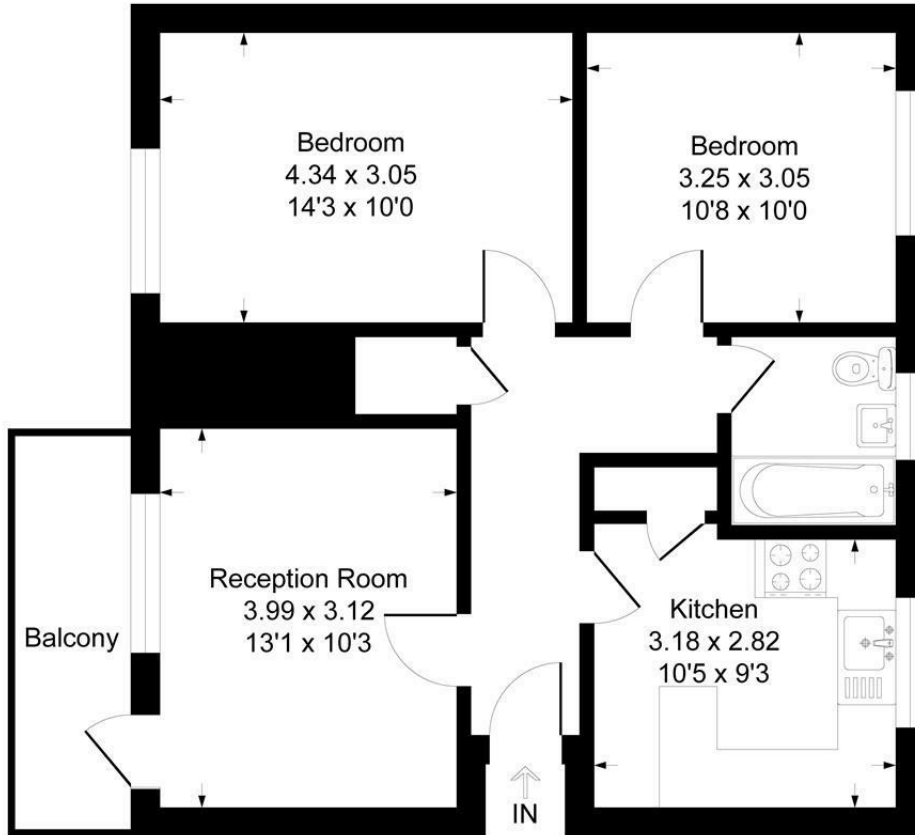 Bedroom
4.34 x 3.05
14'3 x 10'0
Bedroom
3.25 x 3.05
10'8 x 10'0
Reception Room
3.99 x 3.12
13'1 x 10'3
Balcony
Kitchen
3.18 x 2.82
10'5 x 9'3
IN